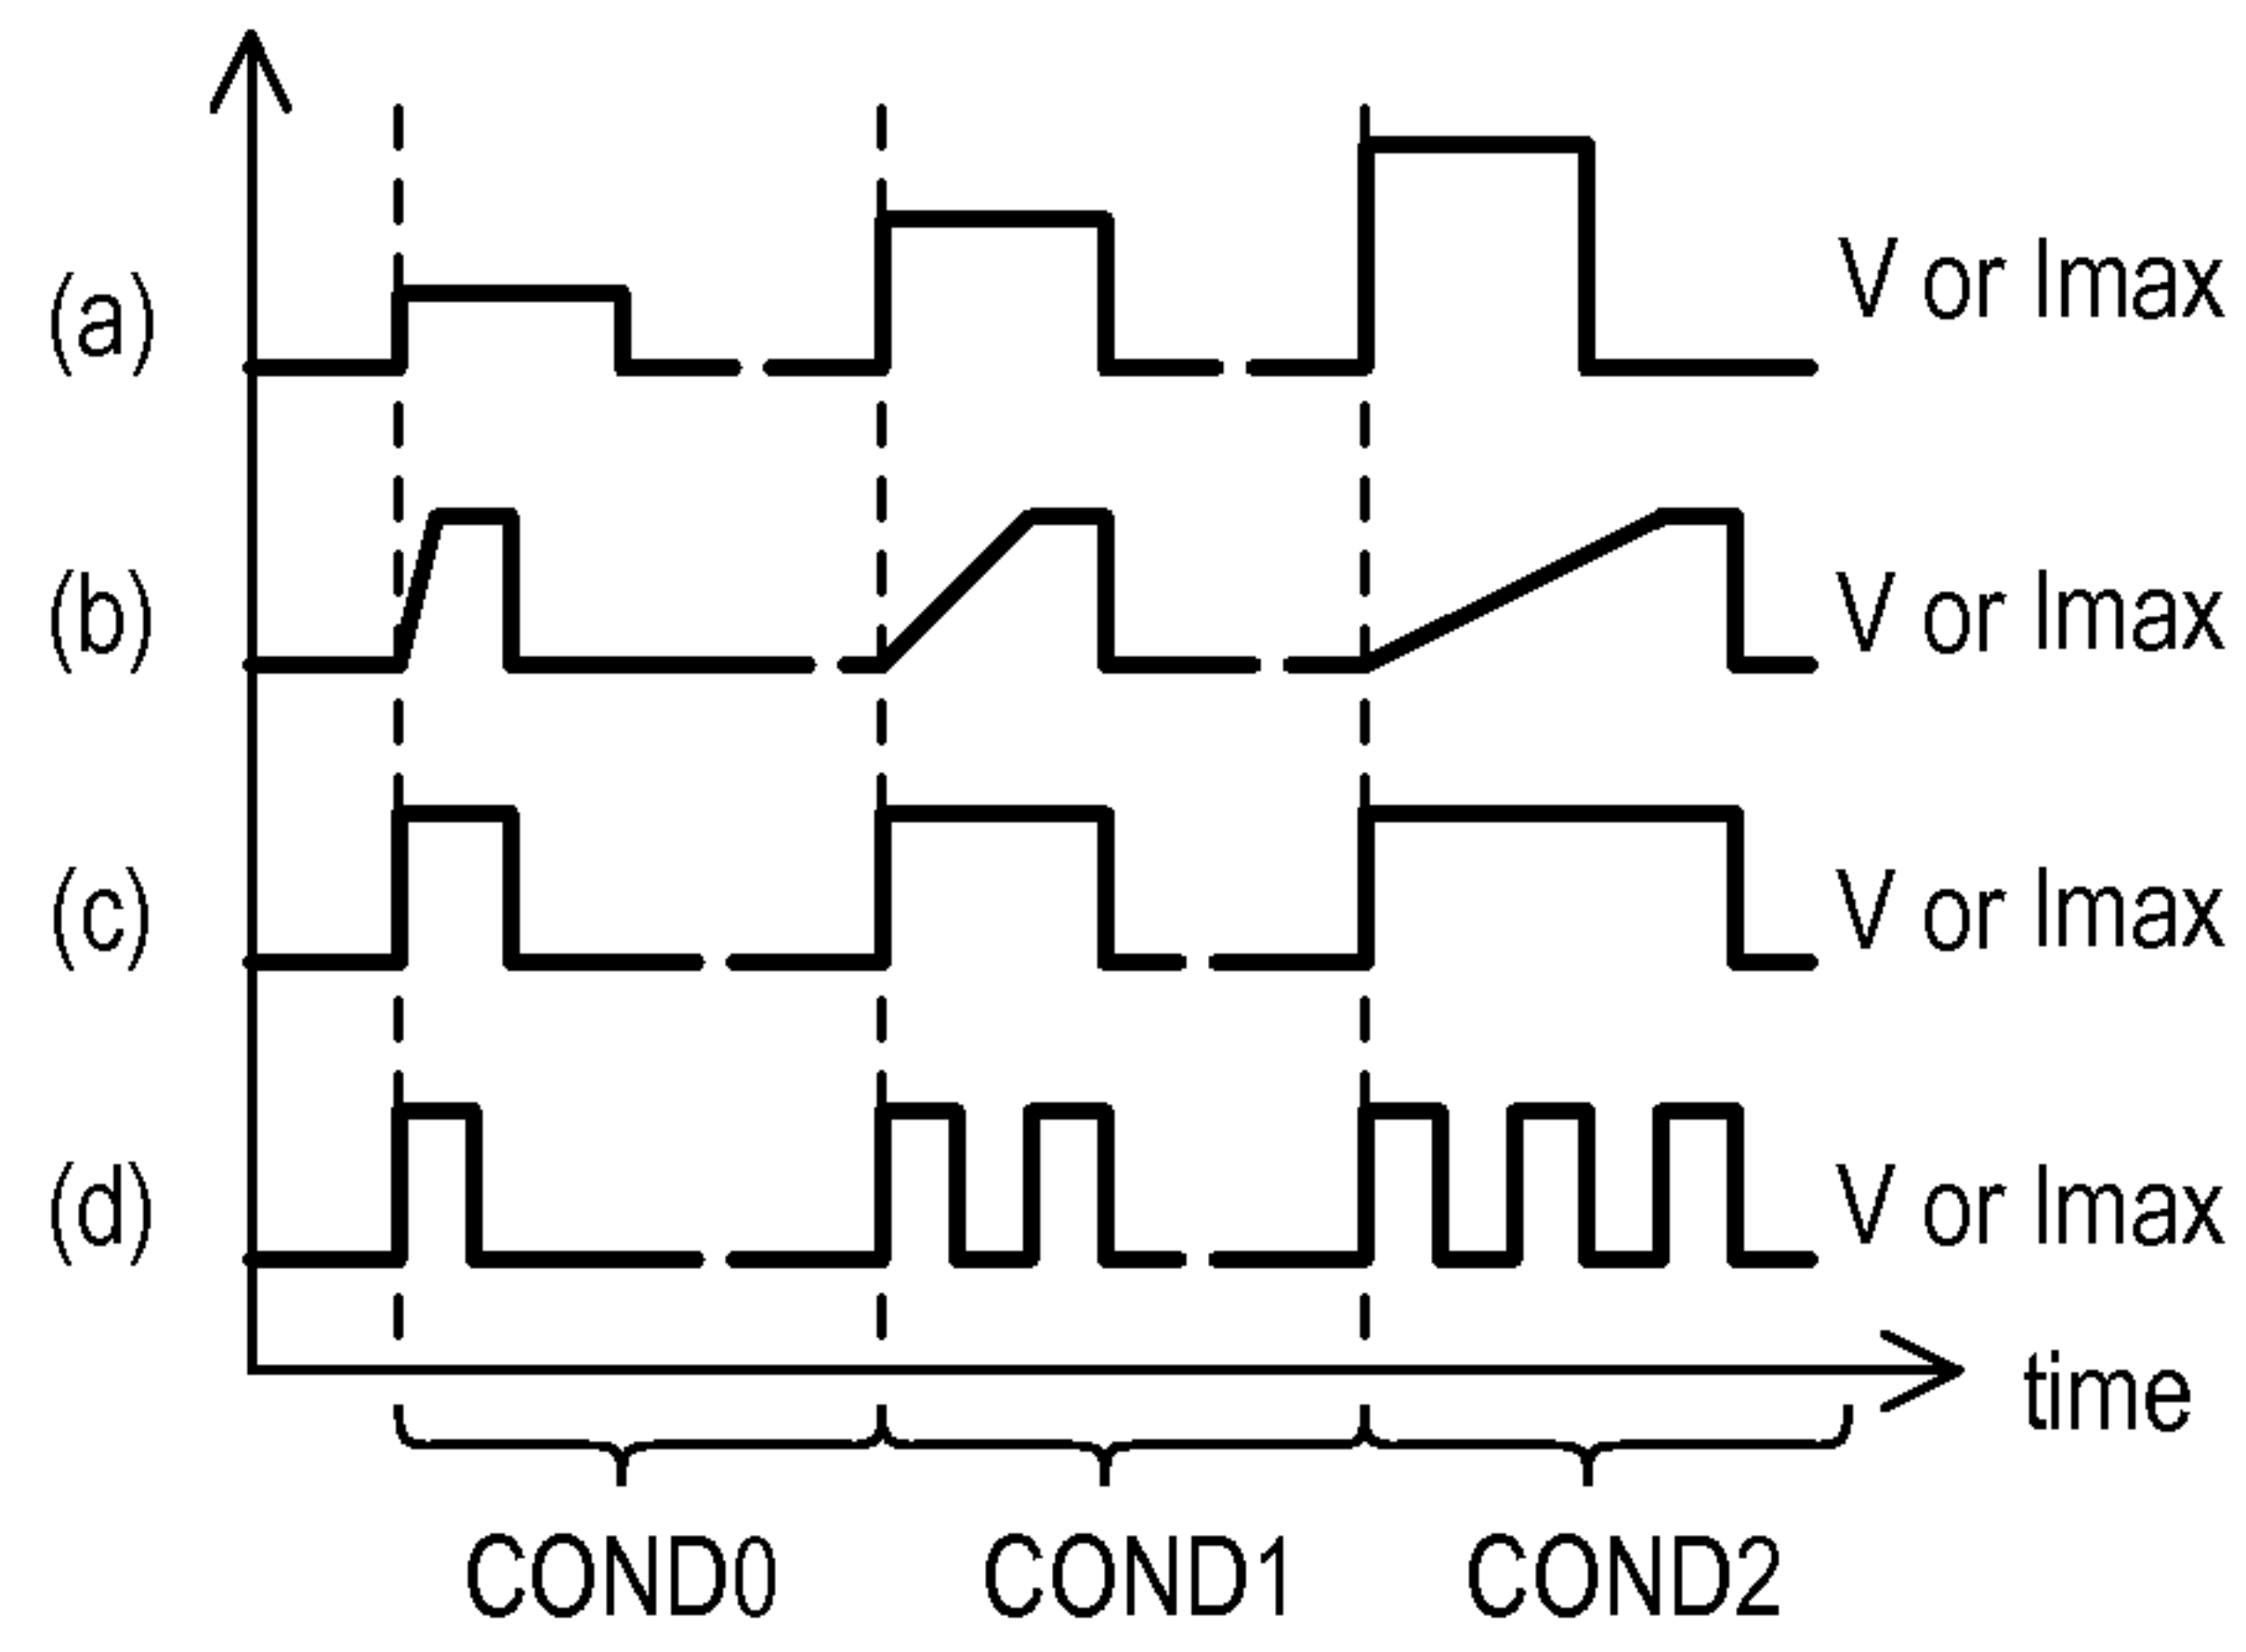 (a) V or Imax
(b) V or Imax
(c) V or Imax
(d) V or Imax
time
COND0 COND1 COND2